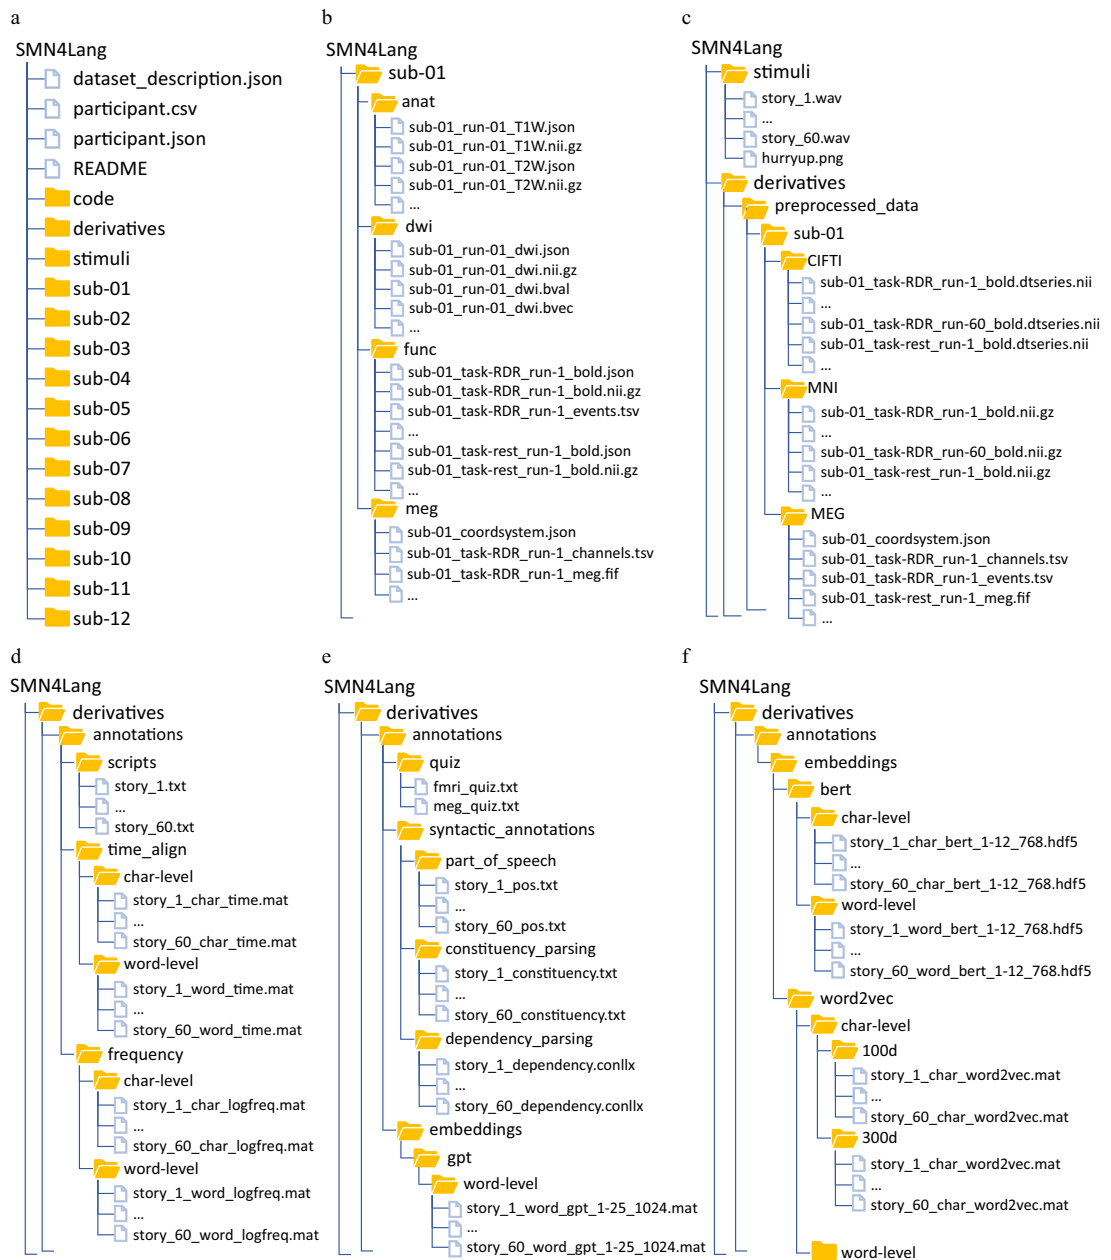 a
SMN4Lang
dataset_description.json
participant.csv
participant.json
README
code
derivatives
stimuli
sub-01
sub-02
sub-03
sub-04
sub-05
sub-06
sub-07
sub-08
sub-09
sub-10
sub-11
sub-12
b
SMN4Lang
sub-01
anat
sub-01_run-01_T1W.json
sub-01_run-01_T1W.nii.gz
sub-01_run-01_T2W.json
sub-01_run-01_T2W.nii.gz
...
dwi
sub-01_run-01_dwi.json
sub-01_run-01_dwi.nii.gz
sub-01_run-01_dwi.bval
sub-01_run-01_dwi.bvec
...
func
sub-01_task-RDR_run-1_bold.json
sub-01_task-RDR_run-1_bold.nii.gz
sub-01_task-RDR_run-1_events.tsv
...
sub-01_task-rest_run-1_bold.json
sub-01_task-rest_run-1_bold.nii.gz
...
meg
sub-01_coordsystem.json
sub-01_task-RDR_run-1_channels.tsv
sub-01_task-RDR_run-1_meg.fif
...
c
SMN4Lang
stimuli
story_1.wav
...
story_60.wav
hurryup.png
derivatives
preprocessed_data
sub-01
CIFTI
sub-01_task-RDR_run-1_bold.dtseries.nii
...
sub-01_task-RDR_run-60_bold.dtseries.nii
sub-01_task-rest_run-1_bold.dtseries.nii
...
MNI
sub-01_task-RDR_run-1_bold.nii.gz
...
sub-01_task-RDR_run-60_bold.nii.gz
sub-01_task-rest_run-1_bold.nii.gz
...
MEG
sub-01_coordsystem.json
sub-01_task-RDR_run-1_channels.tsv
sub-01_task-RDR_run-1_events.tsv
sub-01_task-rest_run-1_meg.fif
...
d
SMN4Lang
derivatives
annotations
scripts
story_1.txt
...
story_60.txt
time_align
char-level
story_1_char_time.mat
...
story_60_char_time.mat
word-level
story_1_word_time.mat
...
story_60_word_time.mat
frequency
char-level
story_1_char_logfreq.mat
...
story_60_char_logfreq.mat
word-level
story_1_word_logfreq.mat
...
story_60_word_logfreq.mat
e
SMN4Lang
derivatives
annotations
quiz
fmri_quiz.txt
meg_quiz.txt
syntactic_annotations
part_of_speech
story_1_pos.txt
...
story_60_pos.txt
constituency_parsing
story_1_constituency.txt
...
story_60_constituency.txt
dependency_parsing
story_1_dependency.conllx
...
story_60_dependency.conllx
embeddings
gpt
word-level
story_1_word_gpt_1-25_1024.mat
...
story_60_word_gpt_1-25_1024.mat
f
SMN4Lang
derivatives
annotations
embeddings
bert
char-level
story_1_char_bert_1-12_768.hdf5
...
story_60_char_bert_1-12_768.hdf5
word-level
story_1_word_bert_1-12_768.hdf5
...
story_60_word_bert_1-12_768.hdf5
word2vec
char-level
100d
story_1_char_word2vec.mat
...
story_60_char_word2vec.mat
300d
story_1_char_word2vec.mat
...
story_60_char_word2vec.mat
word-level